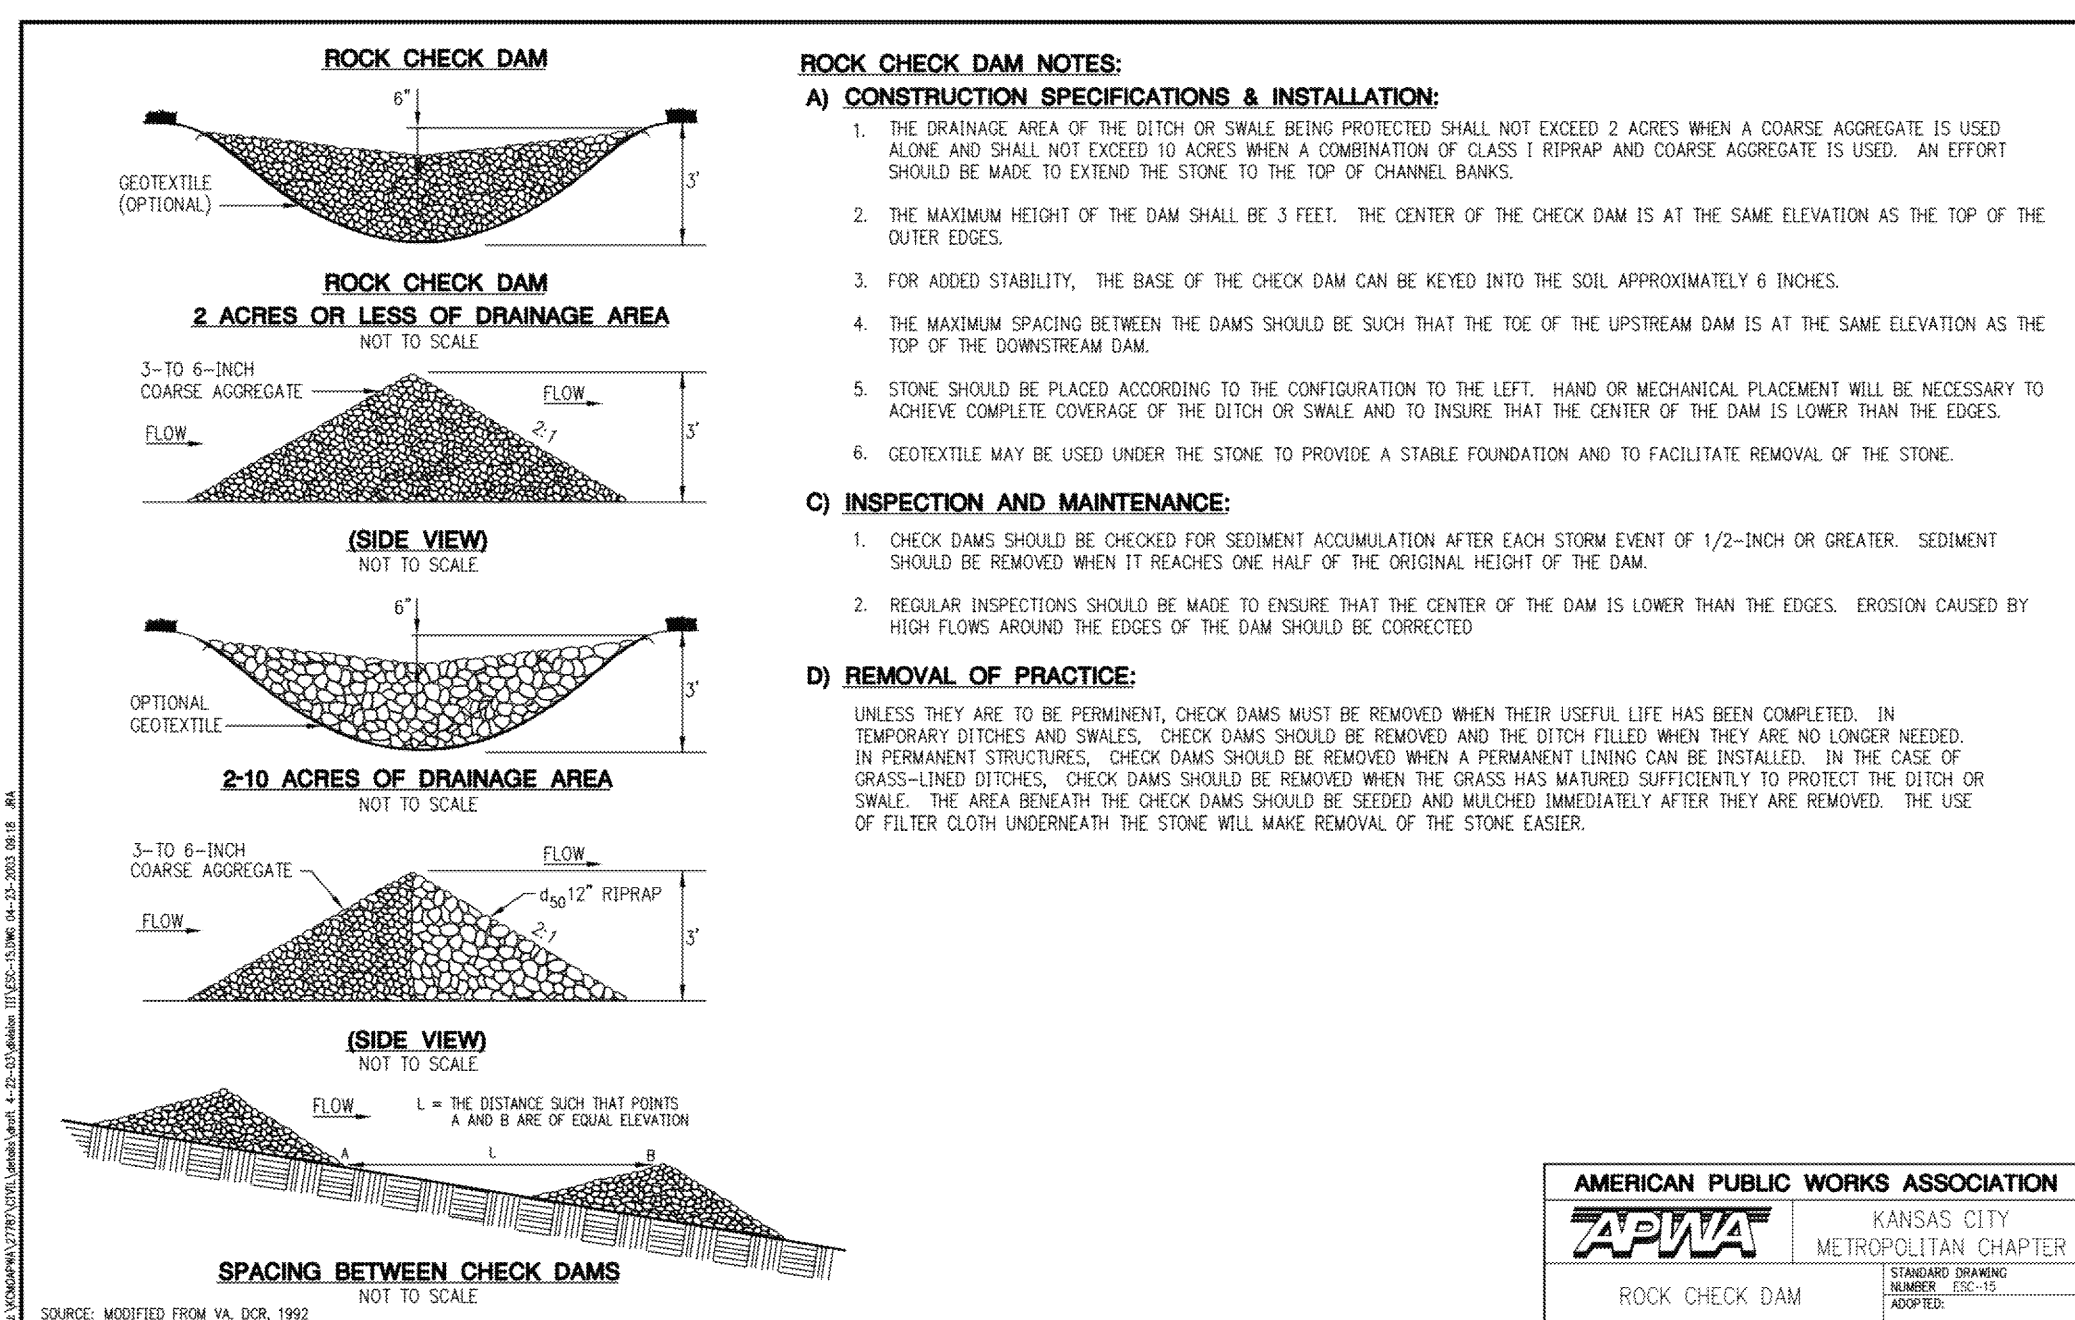 ROCK CHECK DAM
6"
3'
GEOTEXTILE
(OPTIONAL)
ROCK CHECK DAM
2 ACRES OR LESS OF DRAINAGE AREA
NOT TO SCALE
3-TO 6-INCH
COARSE AGGREGATE
FLOW
FLOW
2:1
3'
(SIDE VIEW)
NOT TO SCALE
6"
3'
OPTIONAL
GEOTEXTILE
2-10 ACRES OF DRAINAGE AREA
NOT TO SCALE
3-TO 6-INCH
COARSE AGGREGATE
FLOW
d50 12" RIPRAP
FLOW
2:1
3'
(SIDE VIEW)
NOT TO SCALE
FLOW
L = THE DISTANCE SUCH THAT POINTS
A AND B ARE OF EQUAL ELEVATION
A L B
SPACING BETWEEN CHECK DAMS
NOT TO SCALE
SOURCE: MODIFIED FROM VA. DCR, 1992
ROCK CHECK DAM NOTES:
A) CONSTRUCTION SPECIFICATIONS & INSTALLATION:
1. THE DRAINAGE AREA OF THE DITCH OR SWALE BEING PROTECTED SHALL NOT EXCEED 2 ACRES WHEN A COARSE AGGREGATE IS USED
ALONE AND SHALL NOT EXCEED 10 ACRES WHEN A COMBINATION OF CLASS I RIPRAP AND COARSE AGGREGATE IS USED. AN EFFORT
SHOULD BE MADE TO EXTEND THE STONE TO THE TOP OF CHANNEL BANKS.
2. THE MAXIMUM HEIGHT OF THE DAM SHALL BE 3 FEET. THE CENTER OF THE CHECK DAM IS AT THE SAME ELEVATION AS THE TOP OF THE
OUTER EDGES.
3. FOR ADDED STABILITY, THE BASE OF THE CHECK DAM CAN BE KEYED INTO THE SOIL APPROXIMATELY 6 INCHES.
4. THE MAXIMUM SPACING BETWEEN THE DAMS SHOULD BE SUCH THAT THE TOE OF THE UPSTREAM DAM IS AT THE SAME ELEVATION AS THE
TOP OF THE DOWNSTREAM DAM.
5. STONE SHOULD BE PLACED ACCORDING TO THE CONFIGURATION TO THE LEFT. HAND OR MECHANICAL PLACEMENT WILL BE NECESSARY TO
ACHIEVE COMPLETE COVERAGE OF THE DITCH OR SWALE AND TO INSURE THAT THE CENTER OF THE DAM IS LOWER THAN THE EDGES.
6. GEOTEXTILE MAY BE USED UNDER THE STONE TO PROVIDE A STABLE FOUNDATION AND TO FACILITATE REMOVAL OF THE STONE.
C) INSPECTION AND MAINTENANCE:
1. CHECK DAMS SHOULD BE CHECKED FOR SEDIMENT ACCUMULATION AFTER EACH STORM EVENT OF 1/2-INCH OR GREATER. SEDIMENT
SHOULD BE REMOVED WHEN IT REACHES ONE HALF OF THE ORIGINAL HEIGHT OF THE DAM.
2. REGULAR INSPECTIONS SHOULD BE MADE TO ENSURE THAT THE CENTER OF THE DAM IS LOWER THAN THE EDGES. EROSION CAUSED BY
HIGH FLOWS AROUND THE EDGES OF THE DAM SHOULD BE CORRECTED
D) REMOVAL OF PRACTICE:
UNLESS THEY ARE TO BE PERMINENT, CHECK DAMS MUST BE REMOVED WHEN THEIR USEFUL LIFE HAS BEEN COMPLETED. IN
TEMPORARY DITCHES AND SWALES, CHECK DAMS SHOULD BE REMOVED AND THE DITCH FILLED WHEN THEY ARE NO LONGER NEEDED.
IN PERMANENT STRUCTURES, CHECK DAMS SHOULD BE REMOVED WHEN A PERMANENT LINING CAN BE INSTALLED. IN THE CASE OF
GRASS-LINED DITCHES, CHECK DAMS SHOULD BE REMOVED WHEN THE GRASS HAS MATURED SUFFICIENTLY TO PROTECT THE DITCH OR
SWALE. THE AREA BENEATH THE CHECK DAMS SHOULD BE SEEDED AND MULCHED IMMEDIATELY AFTER THEY ARE REMOVED. THE USE
OF FILTER CLOTH UNDERNEATH THE STONE WILL MAKE REMOVAL OF THE STONE EASIER.
AMERICAN PUBLIC WORKS ASSOCIATION
APWA
KANSAS CITY
METROPOLITAN CHAPTER
ROCK CHECK DAM
STANDARD DRAWING
NUMBER ESC-15
ADOPTED:
\KCMOAPWA\27787\CIVIL\details\draft 4-22-03\division III\ESC-15.DWG 04-23-2003 09:18 JRA